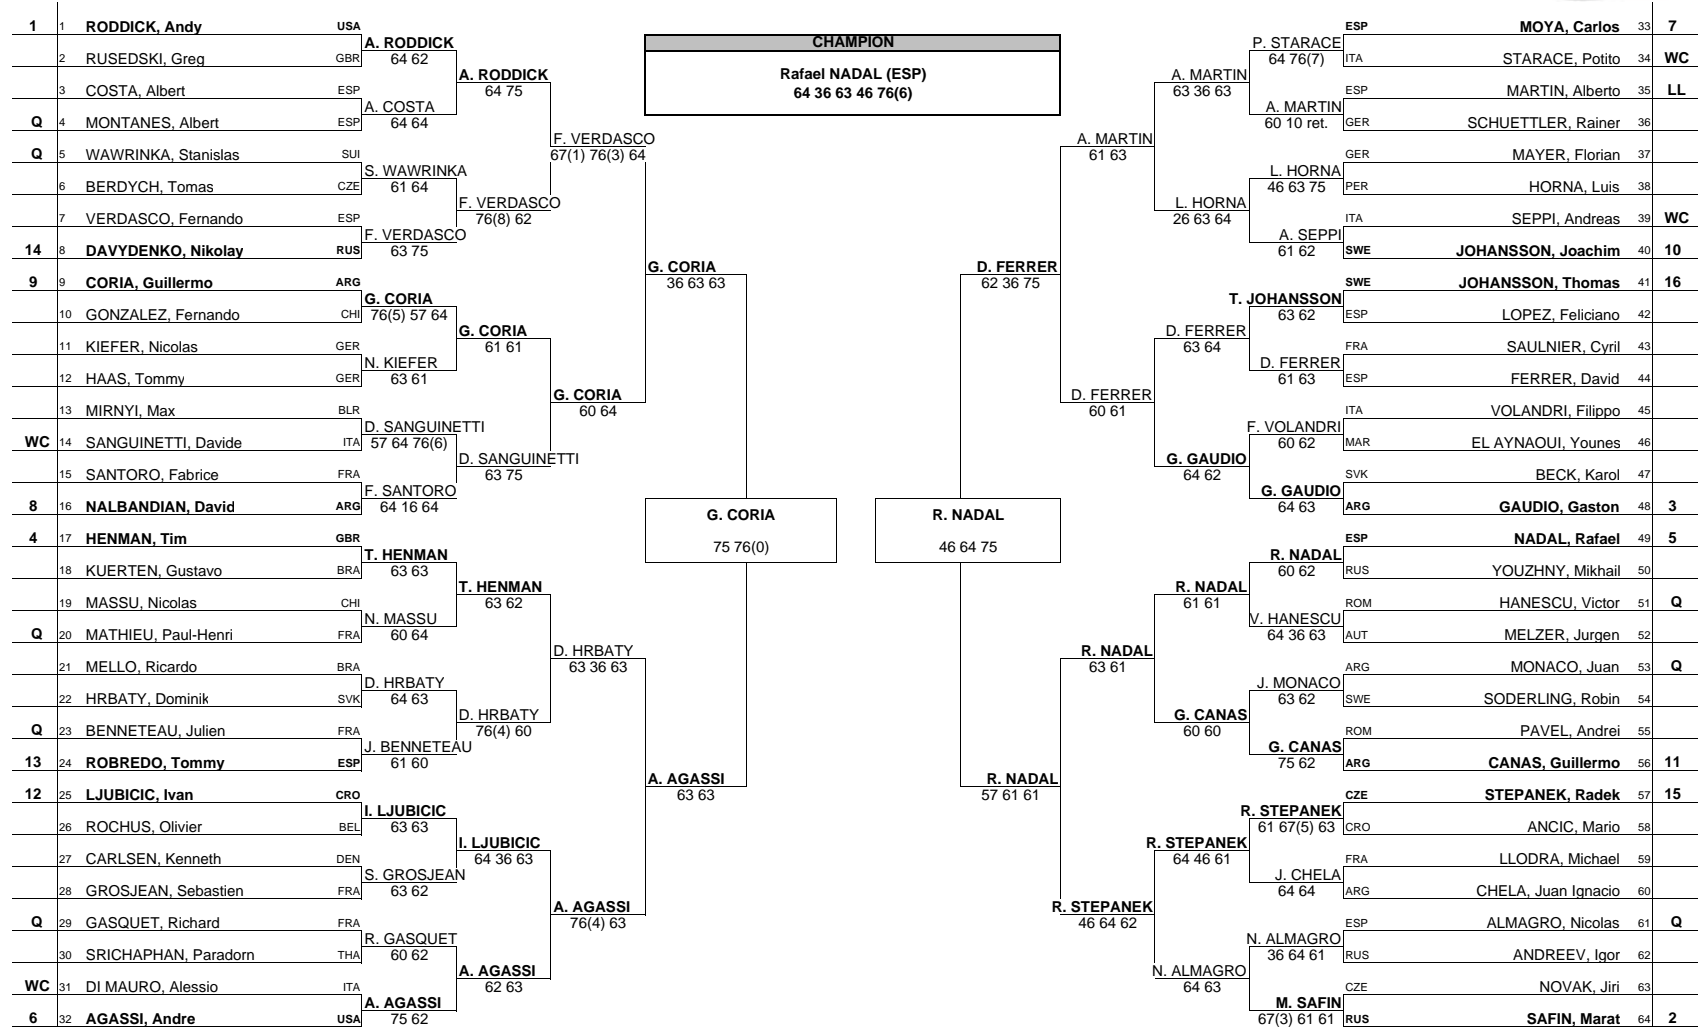 1 1 RODDICK, Andy USA
2 RUSEDSKI, Greg GBR
3 COSTA, Albert ESP
Q 4 MONTANES, Albert ESP
Q 5 WAWRINKA, Stanislas SUI
6 BERDYCH, Tomas CZE
7 VERDASCO, Fernando ESP
14 8 DAVYDENKO, Nikolay RUS
9 9 CORIA, Guillermo ARG
10 GONZALEZ, Fernando CHI
11 KIEFER, Nicolas GER
12 HAAS, Tommy GER
13 MIRNYI, Max BLR
WC 14 SANGUINETTI, Davide ITA
15 SANTORO, Fabrice FRA
8 16 NALBANDIAN, David ARG
4 17 HENMAN, Tim GBR
18 KUERTEN, Gustavo BRA
19 MASSU, Nicolas CHI
Q 20 MATHIEU, Paul-Henri FRA
21 MELLO, Ricardo BRA
22 HRBATY, Dominik SVK
Q 23 BENNETEAU, Julien FRA
13 24 ROBREDO, Tommy ESP
12 25 LJUBICIC, Ivan CRO
26 ROCHUS, Olivier BEL
27 CARLSEN, Kenneth DEN
28 GROSJEAN, Sebastien FRA
Q 29 GASQUET, Richard FRA
30 SRICHAPHAN, Paradorn THA
WC 31 DI MAURO, Alessio ITA
6 32 AGASSI, Andre USA
A. RODDICK
64 62
A. COSTA
64 64
S. WAWRINKA
61 64
F. VERDASCO
63 75
G. CORIA
76(5) 57 64
N. KIEFER
63 61
D. SANGUINETTI
57 64 76(6)
F. SANTORO
64 16 64
T. HENMAN
63 63
N. MASSU
60 64
D. HRBATY
64 63
J. BENNETEAU
61 60
I. LJUBICIC
63 63
S. GROSJEAN
63 62
R. GASQUET
60 62
A. AGASSI
75 62
A. RODDICK
64 75
F. VERDASCO
76(8) 62
G. CORIA
61 61
D. SANGUINETTI
63 75
T. HENMAN
63 62
D. HRBATY
76(4) 60
I. LJUBICIC
64 36 63
A. AGASSI
62 63
F. VERDASCO
67(1) 76(3) 64
G. CORIA
60 64
D. HRBATY
63 36 63
A. AGASSI
76(4) 63
G. CORIA
36 63 63
A. AGASSI
63 63
G. CORIA
75 76(0)
CHAMPION
Rafael NADAL (ESP)
64 36 63 46 76(6)
R. NADAL
46 64 75
D. FERRER
62 36 75
R. NADAL
57 61 61
A. MARTIN
61 63
D. FERRER
60 61
R. NADAL
63 61
R. STEPANEK
46 64 62
A. MARTIN
63 36 63
L. HORNA
26 63 64
D. FERRER
63 64
G. GAUDIO
64 62
R. NADAL
61 61
G. CANAS
60 60
R. STEPANEK
64 46 61
N. ALMAGRO
64 63
P. STARACE
64 76(7)
A. MARTIN
60 10 ret.
L. HORNA
46 63 75
A. SEPPI
61 62
T. JOHANSSON
63 62
D. FERRER
61 63
F. VOLANDRI
60 62
G. GAUDIO
64 63
R. NADAL
60 62
V. HANESCU
64 36 63
J. MONACO
63 62
G. CANAS
75 62
R. STEPANEK
61 67(5) 63
J. CHELA
64 64
N. ALMAGRO
36 64 61
M. SAFIN
67(3) 61 61
ESP MOYA, Carlos 33 7
ITA STARACE, Potito 34 WC
ESP MARTIN, Alberto 35 LL
GER SCHUETTLER, Rainer 36
GER MAYER, Florian 37
PER HORNA, Luis 38
ITA SEPPI, Andreas 39 WC
SWE JOHANSSON, Joachim 40 10
SWE JOHANSSON, Thomas 41 16
ESP LOPEZ, Feliciano 42
FRA SAULNIER, Cyril 43
ESP FERRER, David 44
ITA VOLANDRI, Filippo 45
MAR EL AYNAOUI, Younes 46
SVK BECK, Karol 47
ARG GAUDIO, Gaston 48 3
ESP NADAL, Rafael 49 5
RUS YOUZHNY, Mikhail 50
ROM HANESCU, Victor 51 Q
AUT MELZER, Jurgen 52
ARG MONACO, Juan 53 Q
SWE SODERLING, Robin 54
ROM PAVEL, Andrei 55
ARG CANAS, Guillermo 56 11
CZE STEPANEK, Radek 57 15
CRO ANCIC, Mario 58
FRA LLODRA, Michael 59
ARG CHELA, Juan Ignacio 60
ESP ALMAGRO, Nicolas 61 Q
RUS ANDREEV, Igor 62
CZE NOVAK, Jiri 63
RUS SAFIN, Marat 64 2